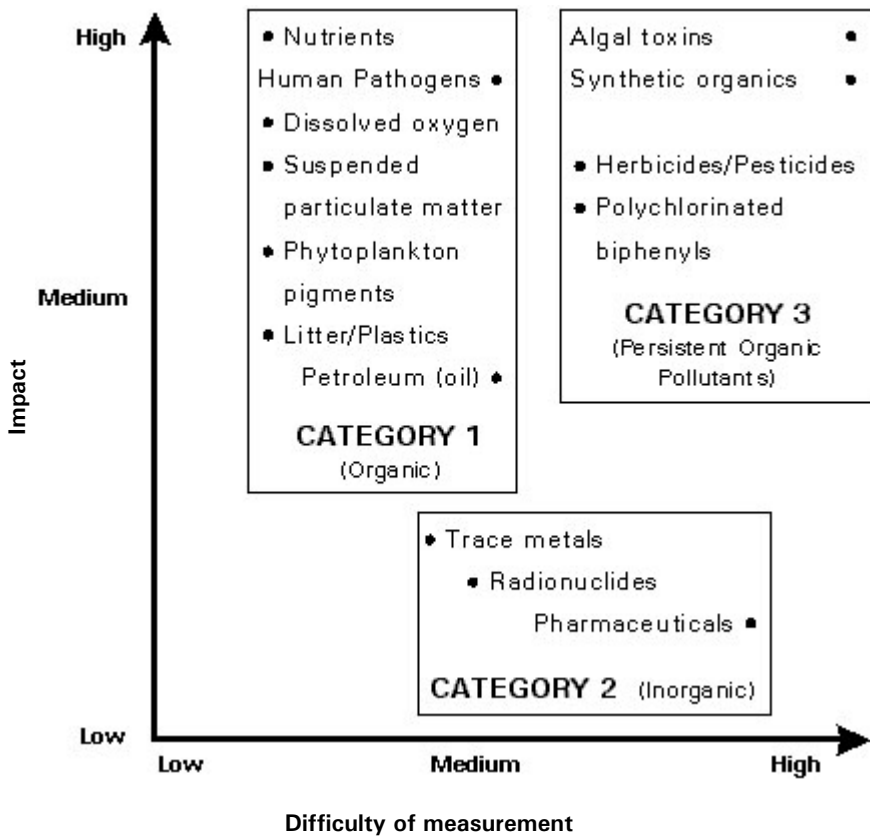 High
• Nutrients
Human Pathogens •
• Dissolved oxygen
• Suspended
particulate matter
• Phytoplankton
pigments
• Litter/Plastics
Petroleum (oil) •
CATEGORY 1
(Organic)
Algal toxins •
Synthetic organics •
• Herbicides/Pesticides
• Polychlorinated
biphenyls
CATEGORY 3
(Persistent Organic
Pollutants)
Medium
Impact
• Trace metals
• Radionuclides
Pharmaceuticals •
CATEGORY 2 (Inorganic)
Low
Low Medium High
Difficulty of measurement